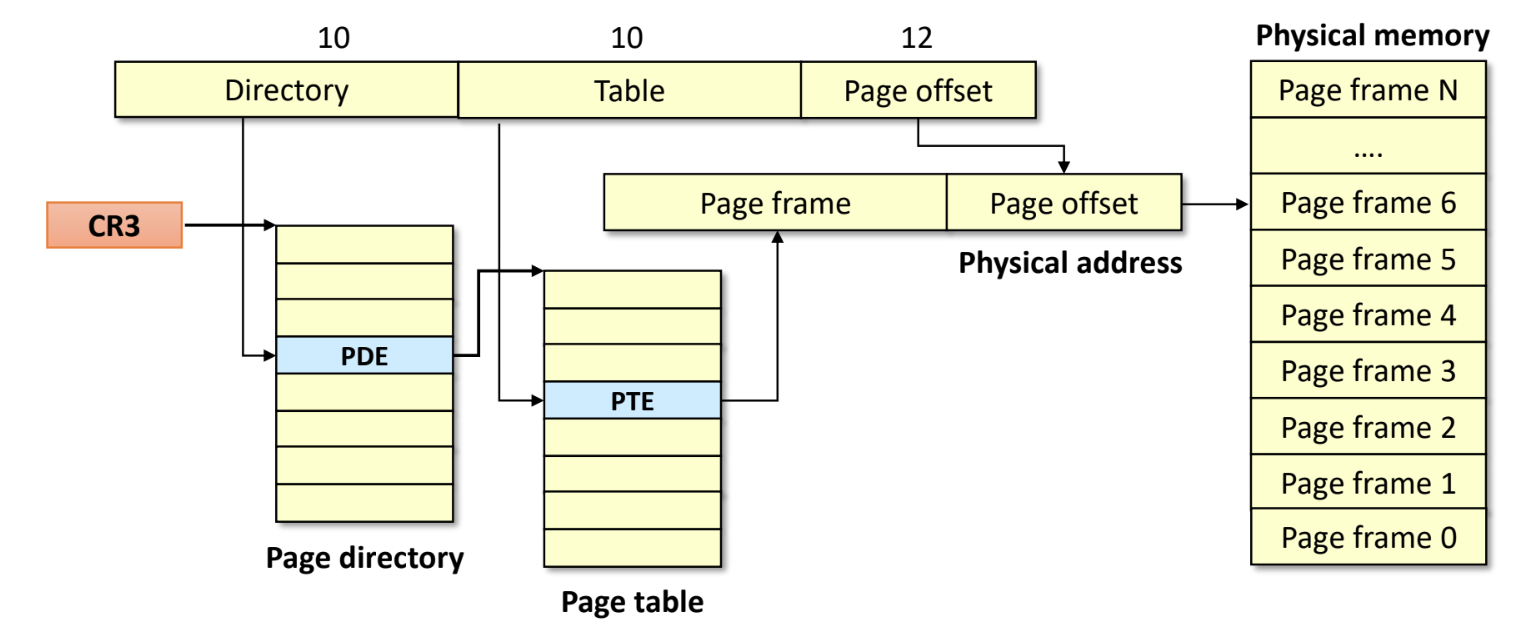 10 10 12
Directory Table Page offset
CR3
PDE
Page directory
PTE
Page table
Page frame Page offset
Physical address
Physical memory
Page frame N
....
Page frame 6
Page frame 5
Page frame 4
Page frame 3
Page frame 2
Page frame 1
Page frame 0